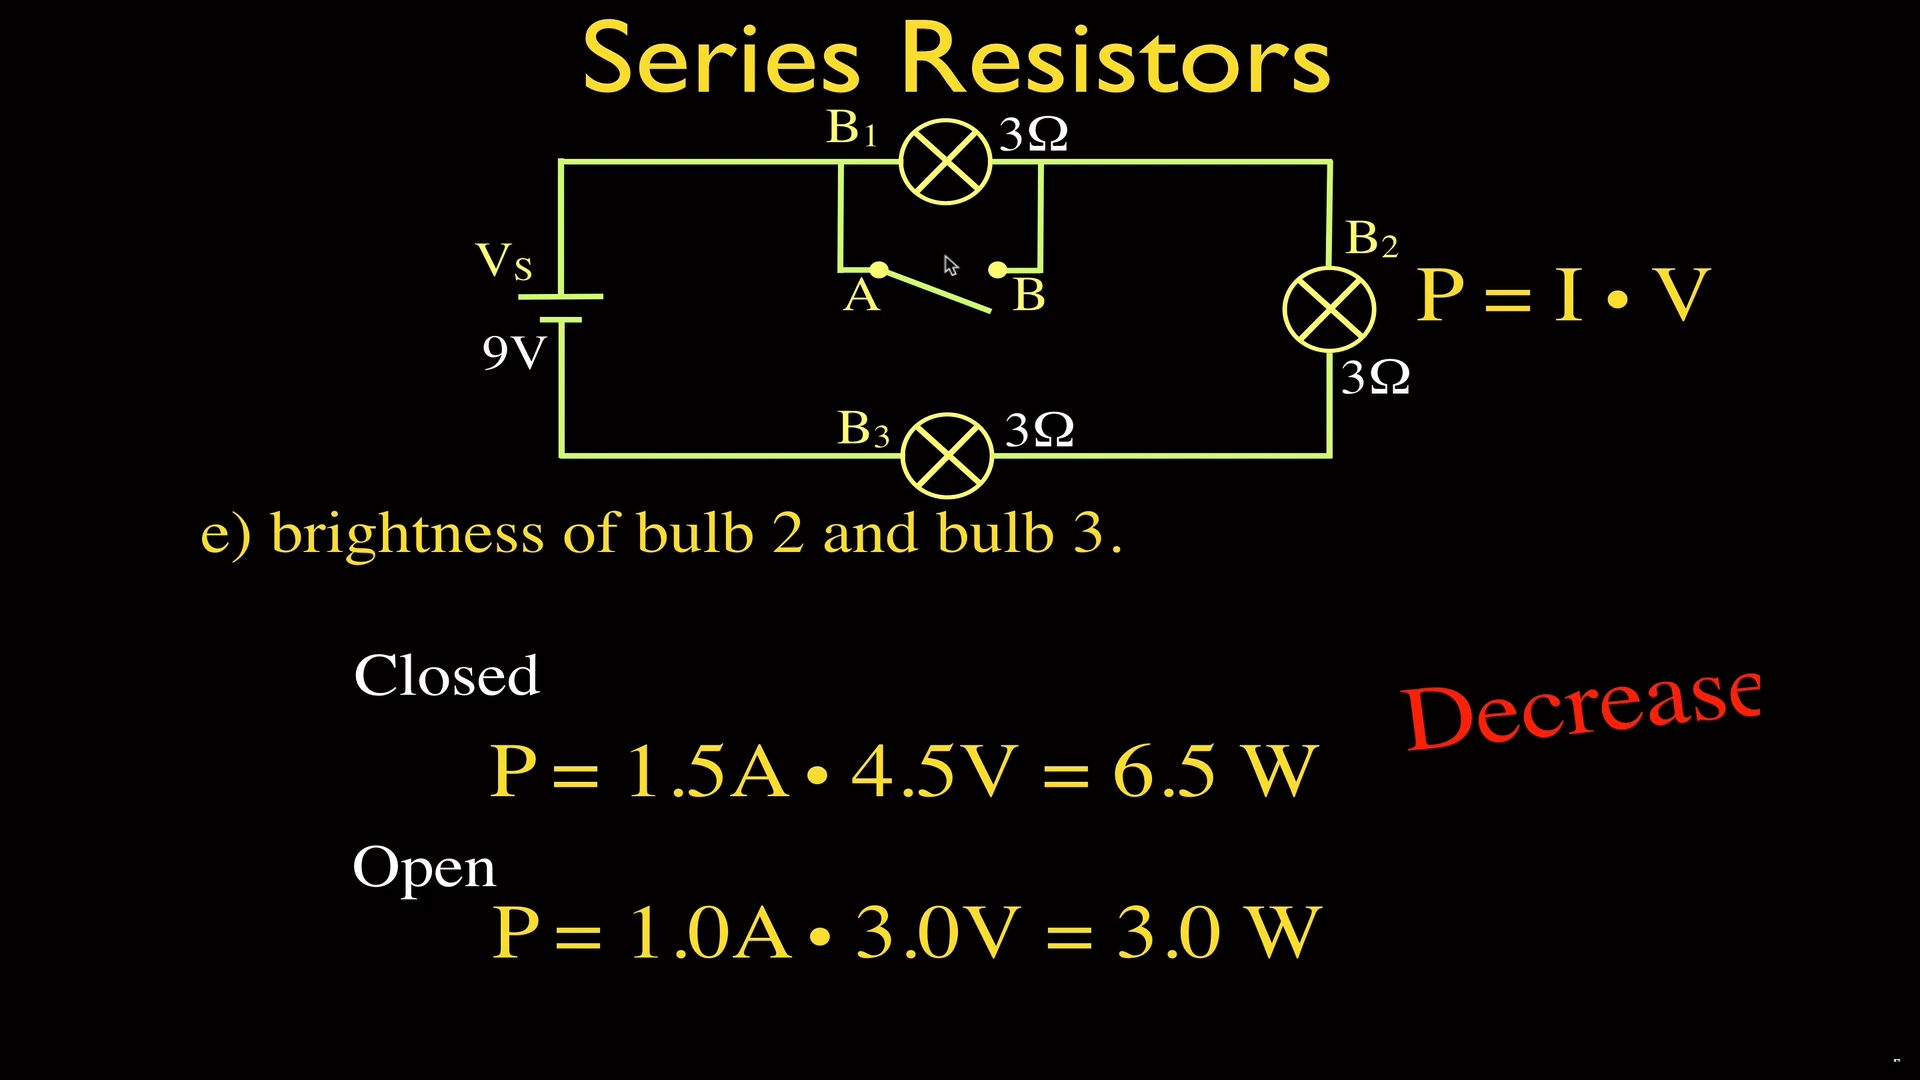 Series Resistors
B1 3Ω
VS
9V
A B
B2
3Ω
P = I • V
B3 3Ω
e) brightness of bulb 2 and bulb 3.
Closed
Decrease
P = 1.5A • 4.5V = 6.5 W
Open
P = 1.0A • 3.0V = 3.0 W